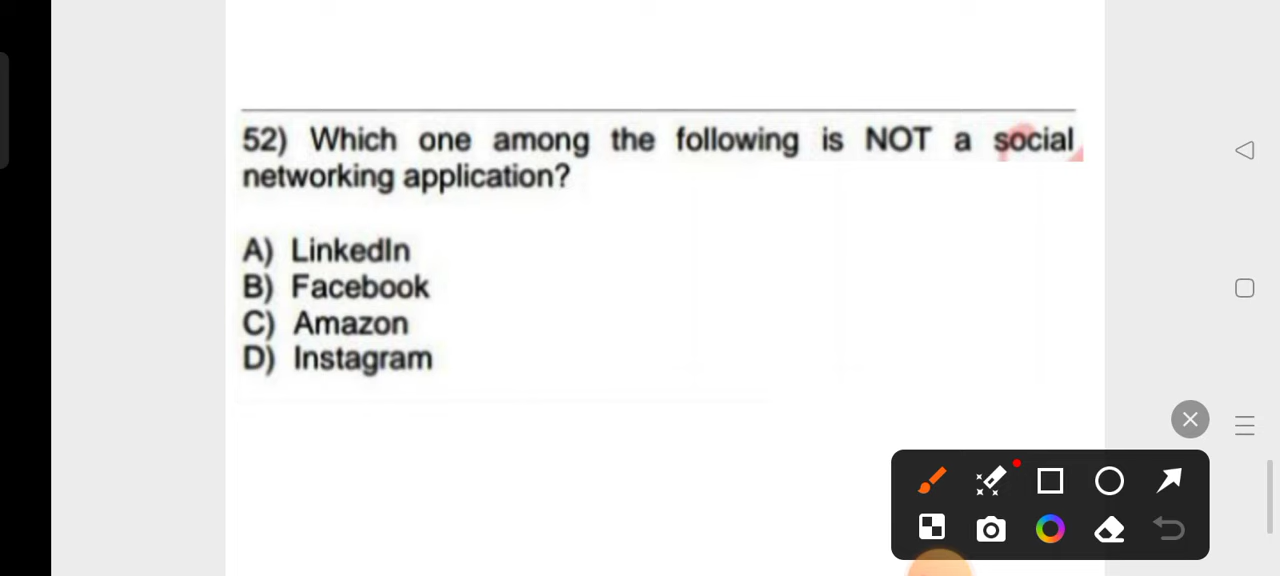 52) Which one among the following is NOT a social
networking application?
A) LinkedIn
B) Facebook
C) Amazon
D) Instagram